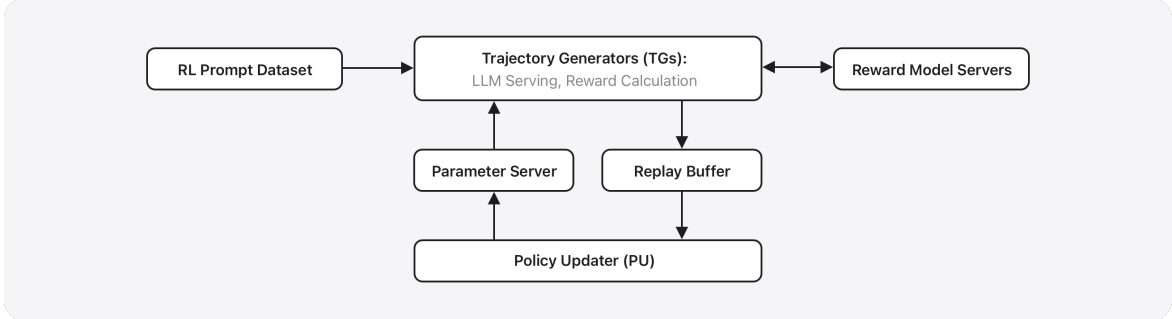 RL Prompt Dataset
Trajectory Generators (TGs):
LLM Serving, Reward Calculation
Reward Model Servers
Parameter Server
Replay Buffer
Policy Updater (PU)